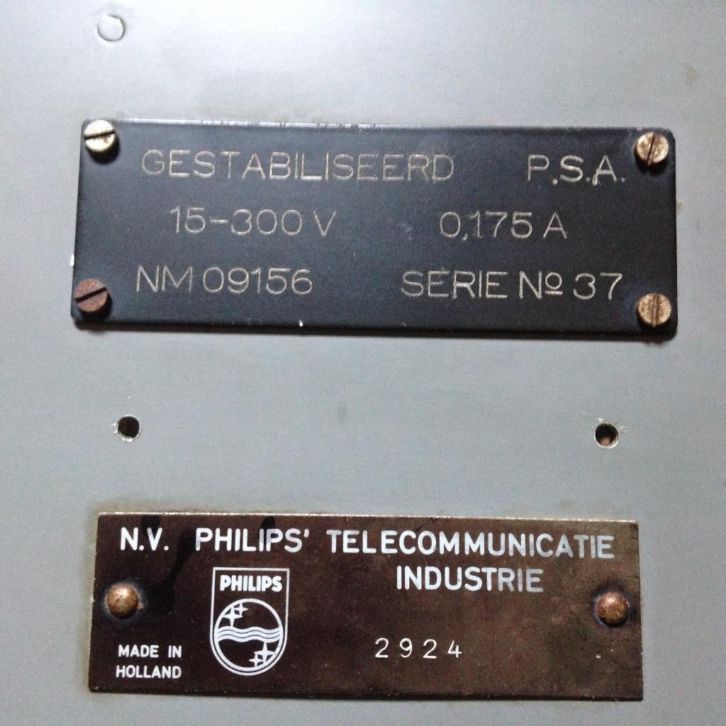 GESTABILISEERD P.S.A.
15-300 V 0,175 A
NM 09156 SERIE Nº 37
N.V. PHILIPS' TELECOMMUNICATIE
INDUSTRIE
PHILIPS
2924
MADE IN
HOLLAND